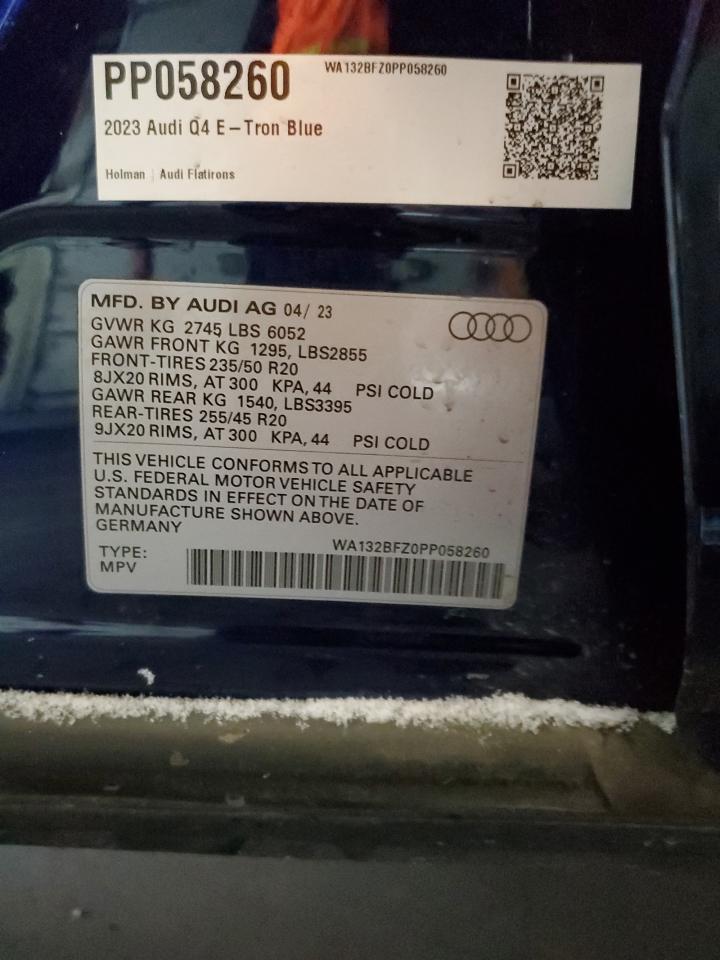 PP058260 WA132BFZ0PP058260
2023 Audi Q4 E-Tron Blue
Holman | Audi Flatirons
MFD. BY AUDI AG 04/ 23
GVWR KG 2745 LBS 6052
GAWR FRONT KG 1295, LBS2855
FRONT-TIRES 235/50 R20
8JX20 RIMS, AT 300 KPA, 44 PSI COLD
GAWR REAR KG 1540, LBS3395
REAR-TIRES 255/45 R20
9JX20 RIMS, AT 300 KPA, 44 PSI COLD
THIS VEHICLE CONFORMS TO ALL APPLICABLE
U.S. FEDERAL MOTOR VEHICLE SAFETY
STANDARDS IN EFFECT ON THE DATE OF
MANUFACTURE SHOWN ABOVE.
GERMANY
WA132BFZ0PP058260
TYPE:
MPV